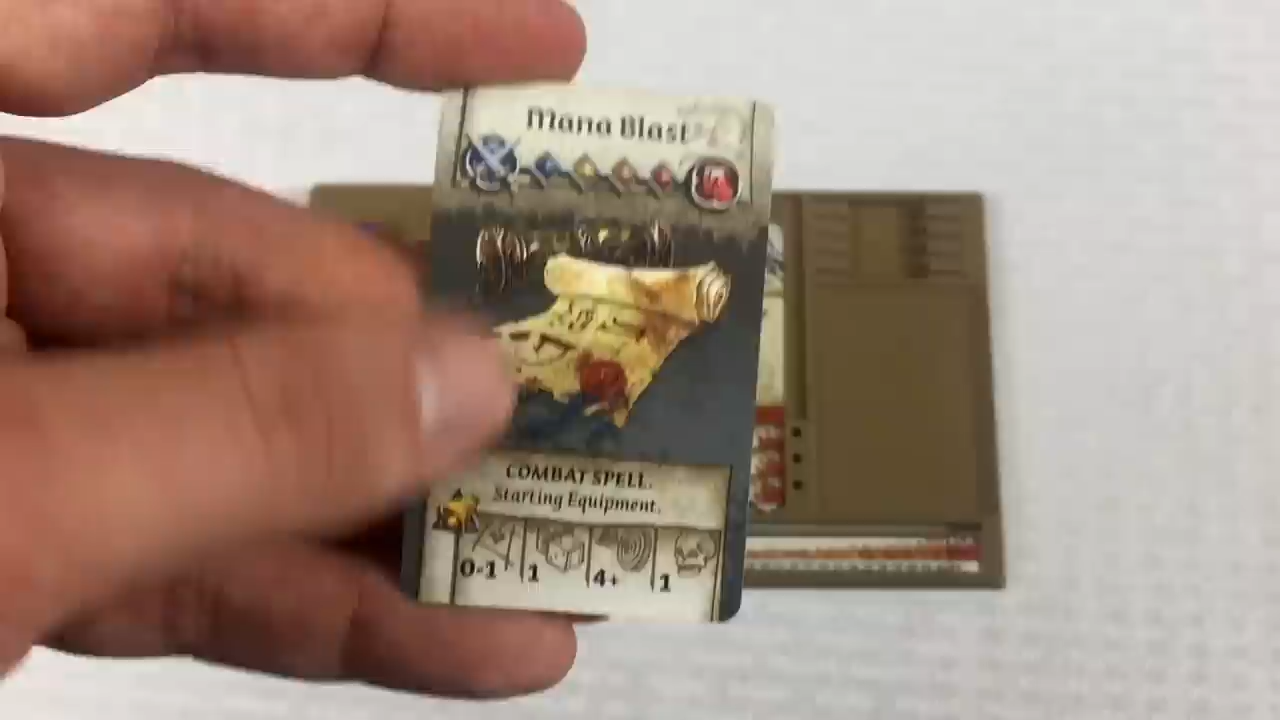 Mana Blast
COMBAT SPELL.
Starting Equipment.
0-1 1 4+ 1